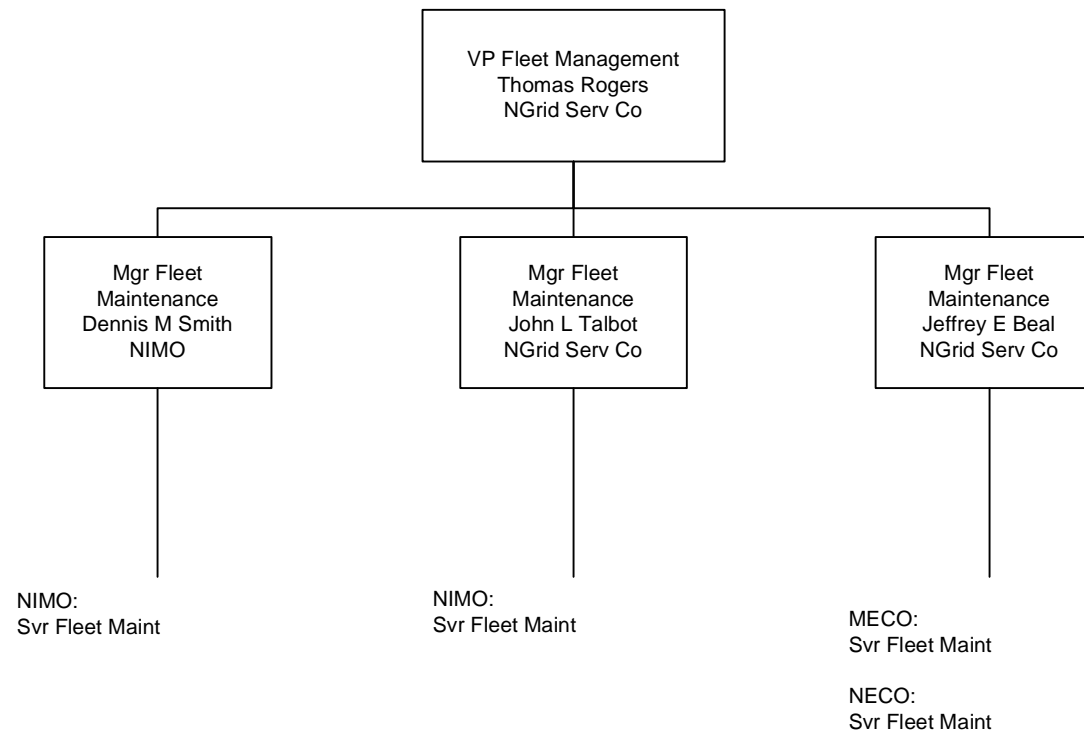 VP Fleet Management
Thomas Rogers
NGrid Serv Co
Mgr Fleet
Maintenance
Dennis M Smith
NIMO
Mgr Fleet
Maintenance
John L Talbot
NGrid Serv Co
Mgr Fleet
Maintenance
Jeffrey E Beal
NGrid Serv Co
NIMO:
Svr Fleet Maint
NIMO:
Svr Fleet Maint
MECO:
Svr Fleet Maint
NECO:
Svr Fleet Maint